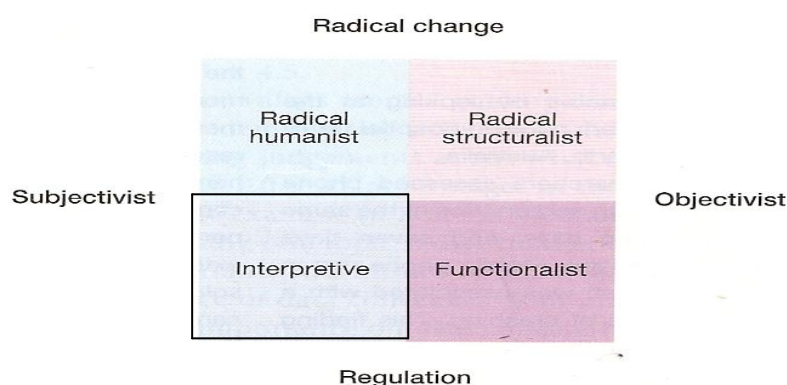 Radical change
Radical
humanist
Radical
structuralist
Subjectivist
Objectivist
Interpretive
Functionalist
Regulation